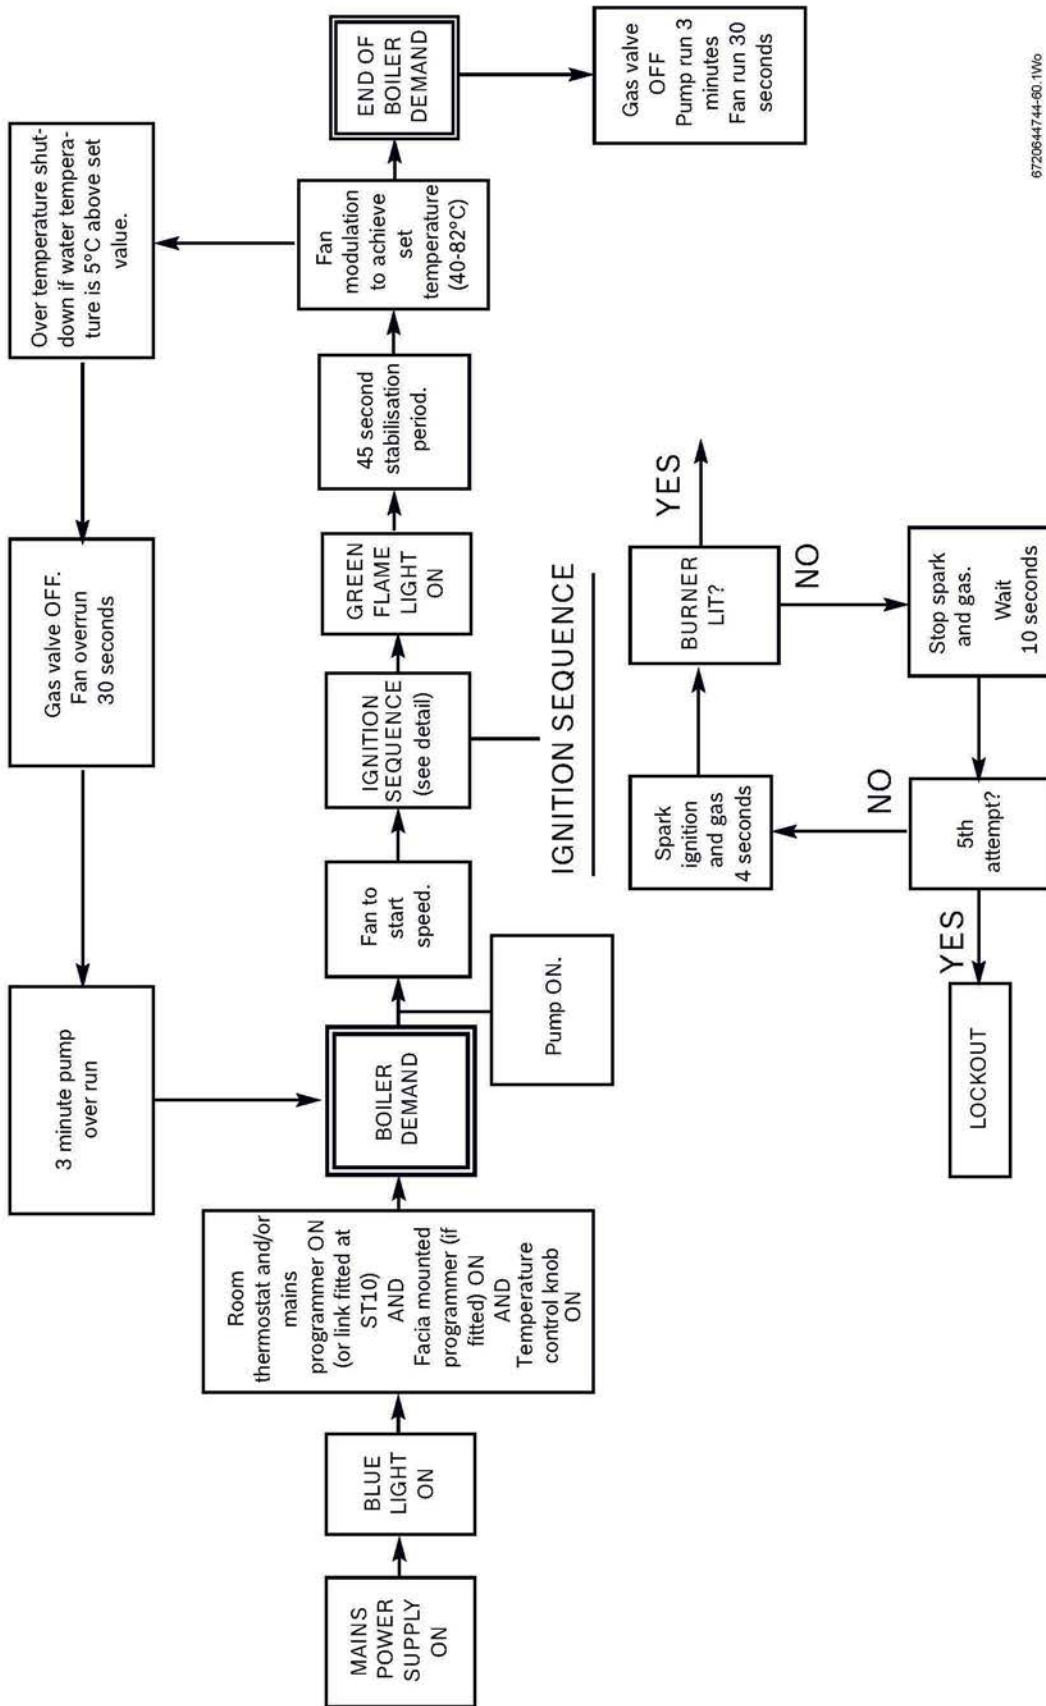 MAINS
POWER
SUPPLY
ON
BLUE
LIGHT
ON
Room
thermostat and/or
mains
programmer ON
(or link fitted at
ST10)
AND
Facia mounted
programmer (if
fitted) ON
AND
Temperature
control knob
ON
BOILER
DEMAND
Pump ON.
Fan to
start
speed.
IGNITION
SEQUENCE
(see detail)
GREEN
FLAME
LIGHT
ON
45 second
stabilisation
period.
Fan
modulation
to achieve
set
temperature
(40-82°C)
END OF
BOILER
DEMAND
Gas valve
OFF
Pump run 3
minutes
Fan run 30
seconds
Over temperature shut-
down if water tempera-
ture is 5°C above set
value.
Gas valve OFF.
Fan overrun
30 seconds
3 minute pump
over run
IGNITION SEQUENCE
Spark
ignition
and gas
4 seconds
BURNER
LIT?
YES
NO
Stop spark
and gas.
Wait
10 seconds
5th
attempt?
NO
YES
LOCKOUT
6720644744-60.1Wo